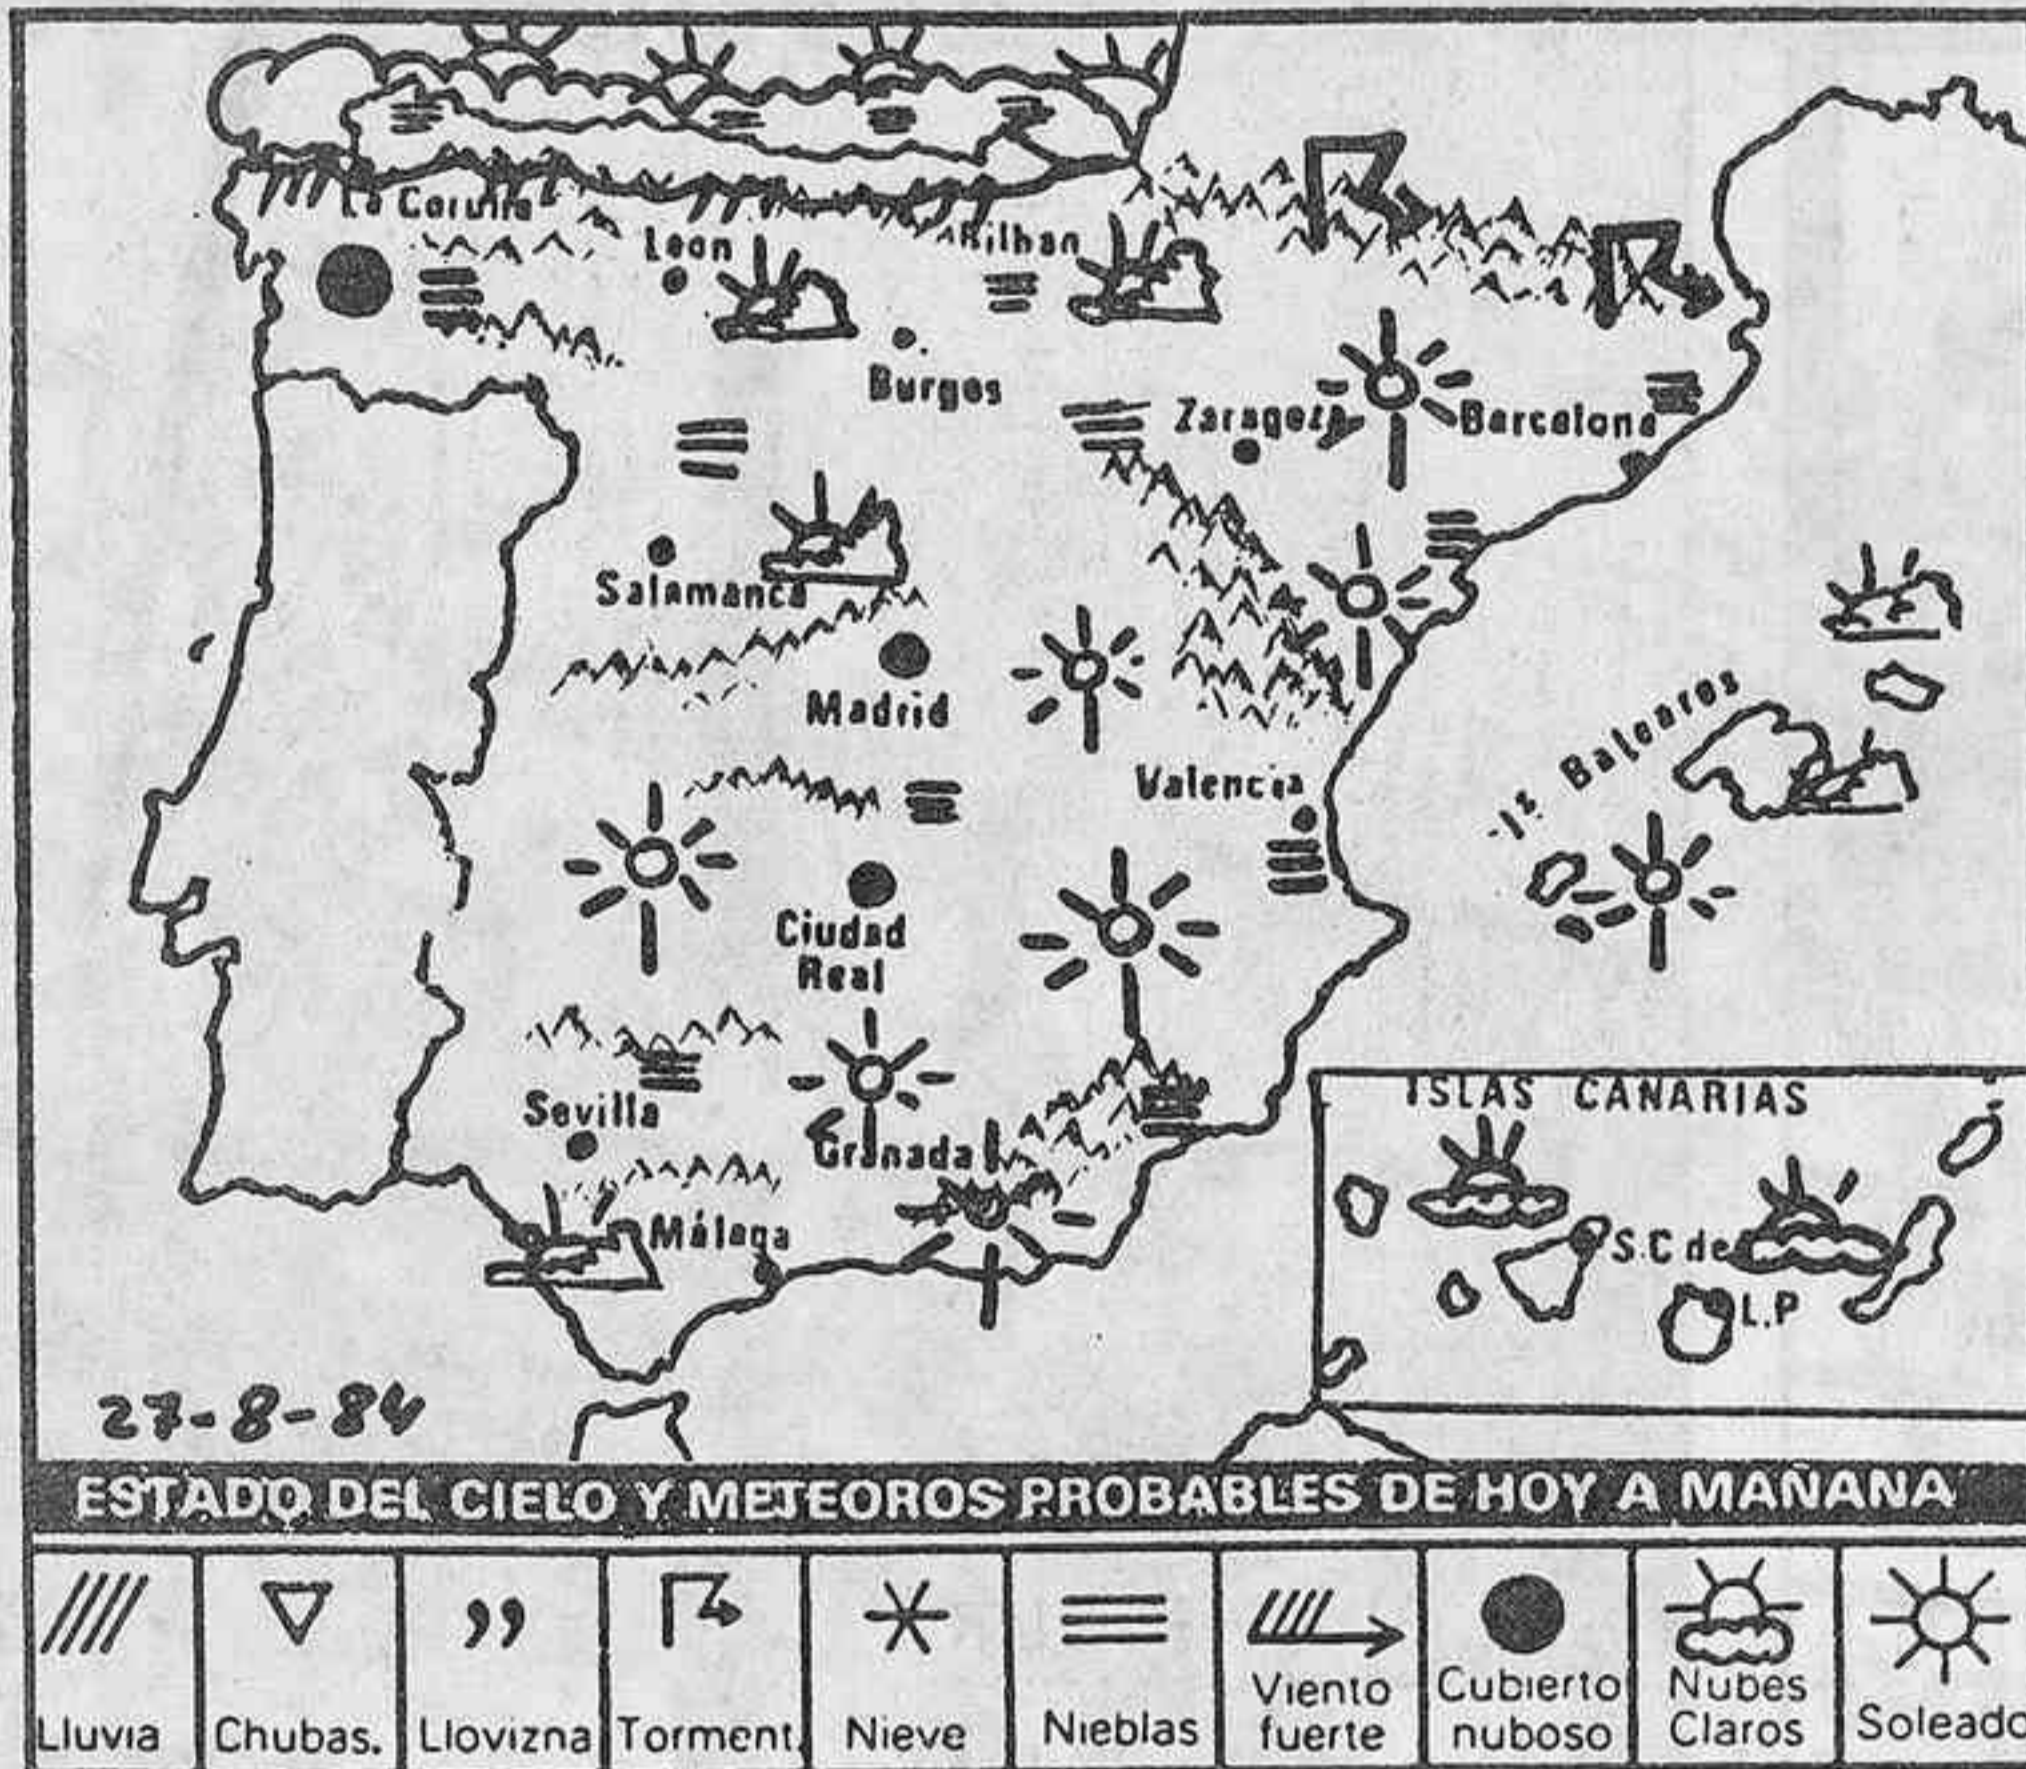 La Coruña
Leon
Bilbao
Burgos
Zaragoza
Barcelona
Salamanca
Madrid
Valencia
Is Baleares
Ciudad
Real
Sevilla
Granada
Málaga
ISLAS CANARIAS
S.C de
L.P
27-8-84
ESTADO DEL CIELO Y METEOROS PROBABLES DE HOY A MAÑANA
Lluvia
Chubas.
Llovizna
Torment.
Nieve
Nieblas
Viento
fuerte
Cubierto
nuboso
Nubes
Claros
Soleado